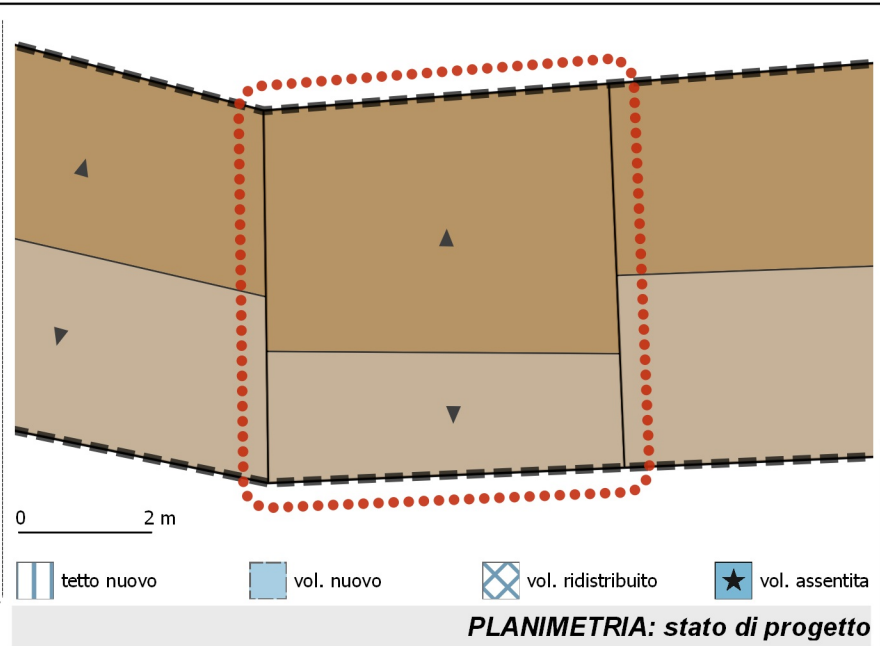 0 2 m
tetto nuovo vol. nuovo vol. ridistribuito vol. assentita
PLANIMETRIA: stato di progetto